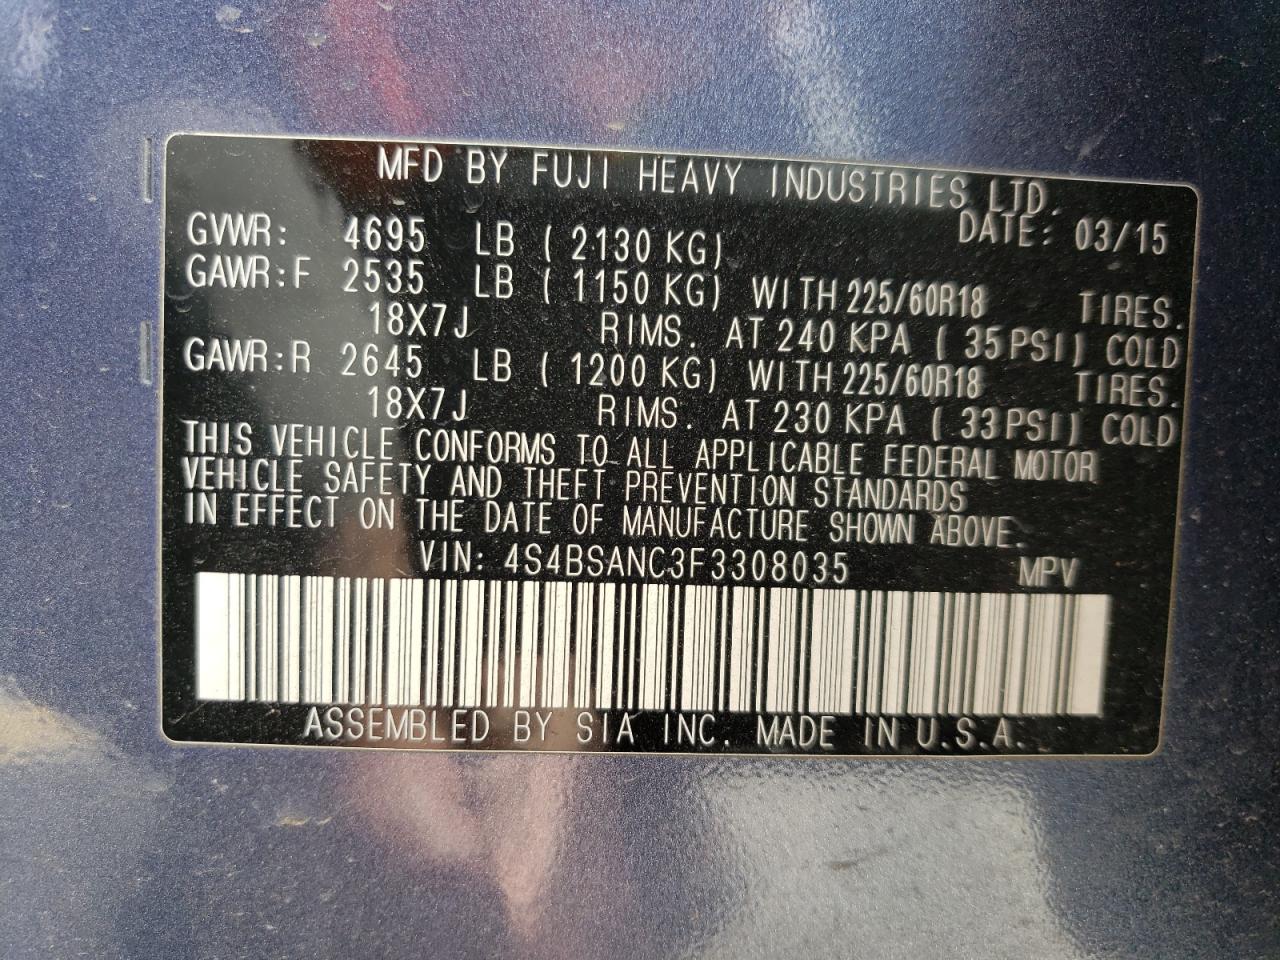 MFD BY FUJI HEAVY INDUSTRIES LTD.
DATE: 03/15
GVWR: 4695 LB ( 2130 KG)
GAWR:F 2535 LB ( 1150 KG) WITH 225/60R18 TIRES.
18X7J RIMS. AT 240 KPA ( 35PSI) COLD
GAWR:R 2645 LB ( 1200 KG) WITH 225/60R18 TIRES.
18X7J RIMS. AT 230 KPA ( 33PSI) COLD
THIS VEHICLE CONFORMS TO ALL APPLICABLE FEDERAL MOTOR
VEHICLE SAFETY AND THEFT PREVENTION STANDARDS
IN EFFECT ON THE DATE OF MANUFACTURE SHOWN ABOVE.
VIN: 4S4BSANC3F3308035 MPV
ASSEMBLED BY SIA INC. MADE IN U.S.A.